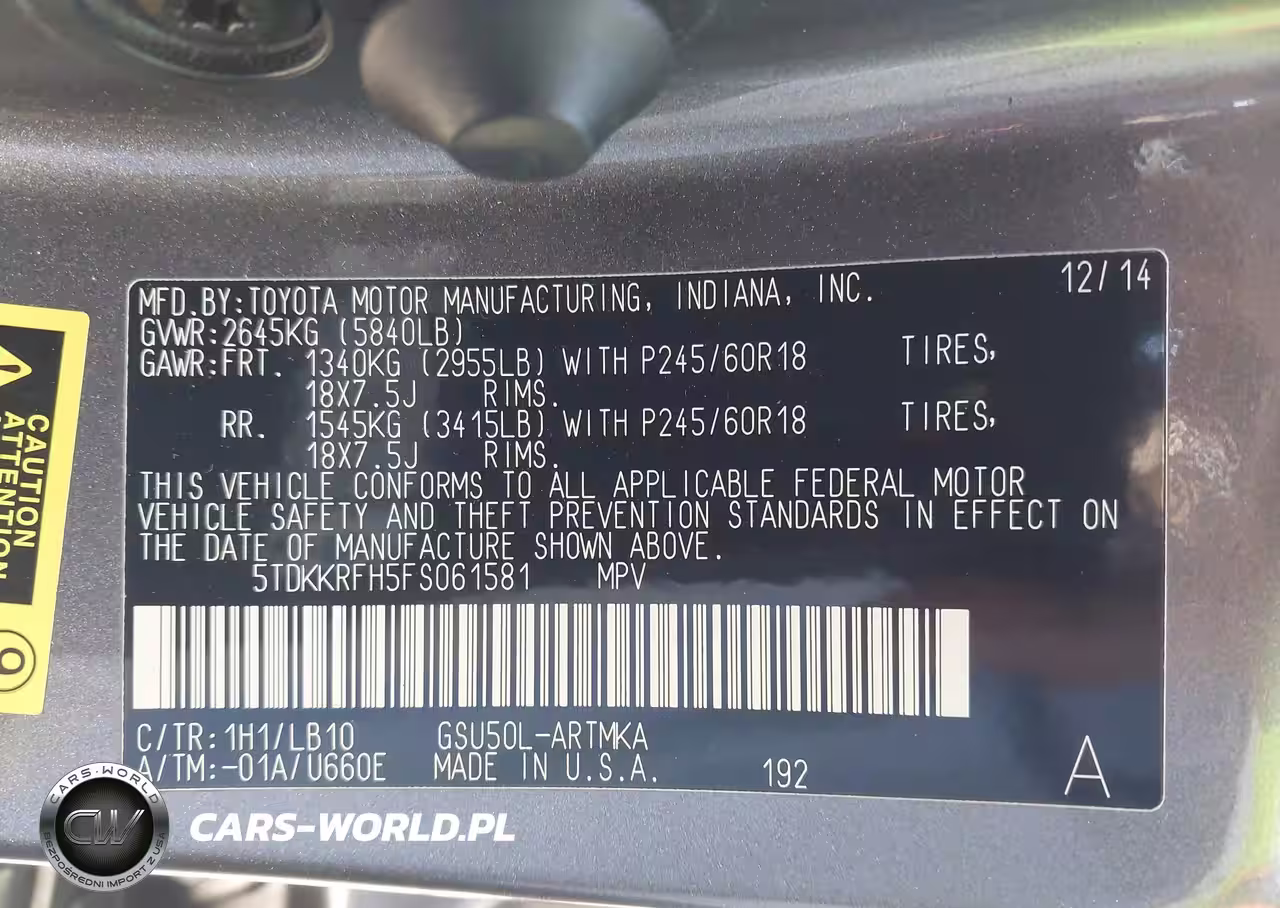 12/14
MFD.BY:TOYOTA MOTOR MANUFACTURING, INDIANA, INC.
GVWR:2645KG (5840LB)
GAWR:FRT. 1340KG (2955LB) WITH P245/60R18 TIRES,
18X7.5J RIMS.
RR. 1545KG (3415LB) WITH P245/60R18 TIRES,
18X7.5J RIMS.
THIS VEHICLE CONFORMS TO ALL APPLICABLE FEDERAL MOTOR
VEHICLE SAFETY AND THEFT PREVENTION STANDARDS IN EFFECT ON
THE DATE OF MANUFACTURE SHOWN ABOVE.
5TDKKRFH5FS061581 MPV
C/TR:1H1/LB10 GSU50L-ARTMKA
A/TM:-01A/U660E MADE IN U.S.A. 192
A
CAUTION
ATTENTION
CARS-WORLD
CW
BEZPOŚREDNI IMPORT Z USA
CARS-WORLD.PL